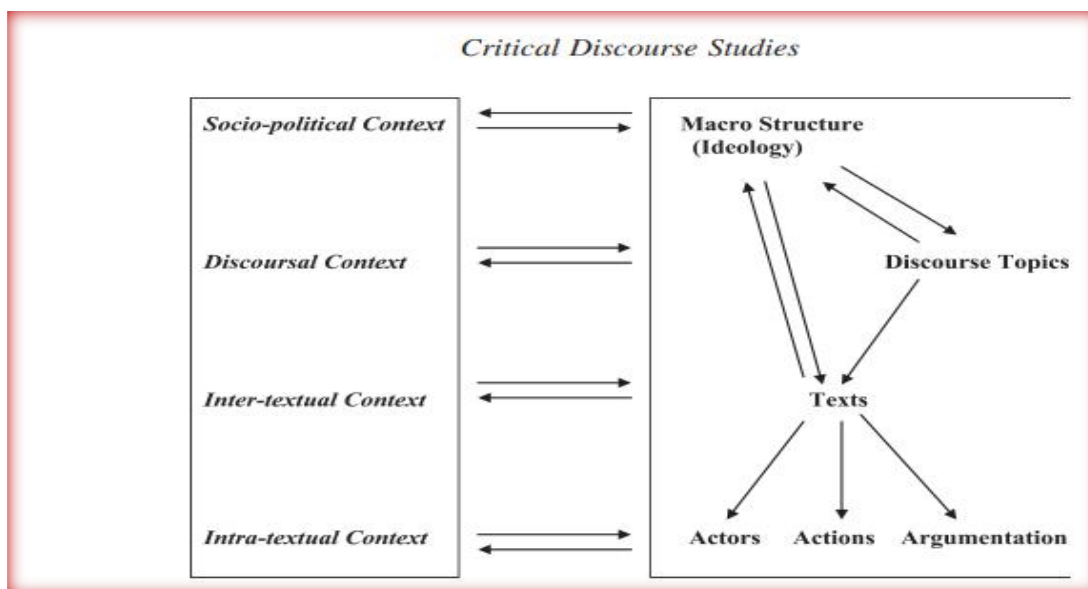 Critical Discourse Studies
Socio-political Context
Macro Structure
(Ideology)
Discoursal Context
Discourse Topics
Inter-textual Context
Texts
Intra-textual Context
Actors Actions Argumentation